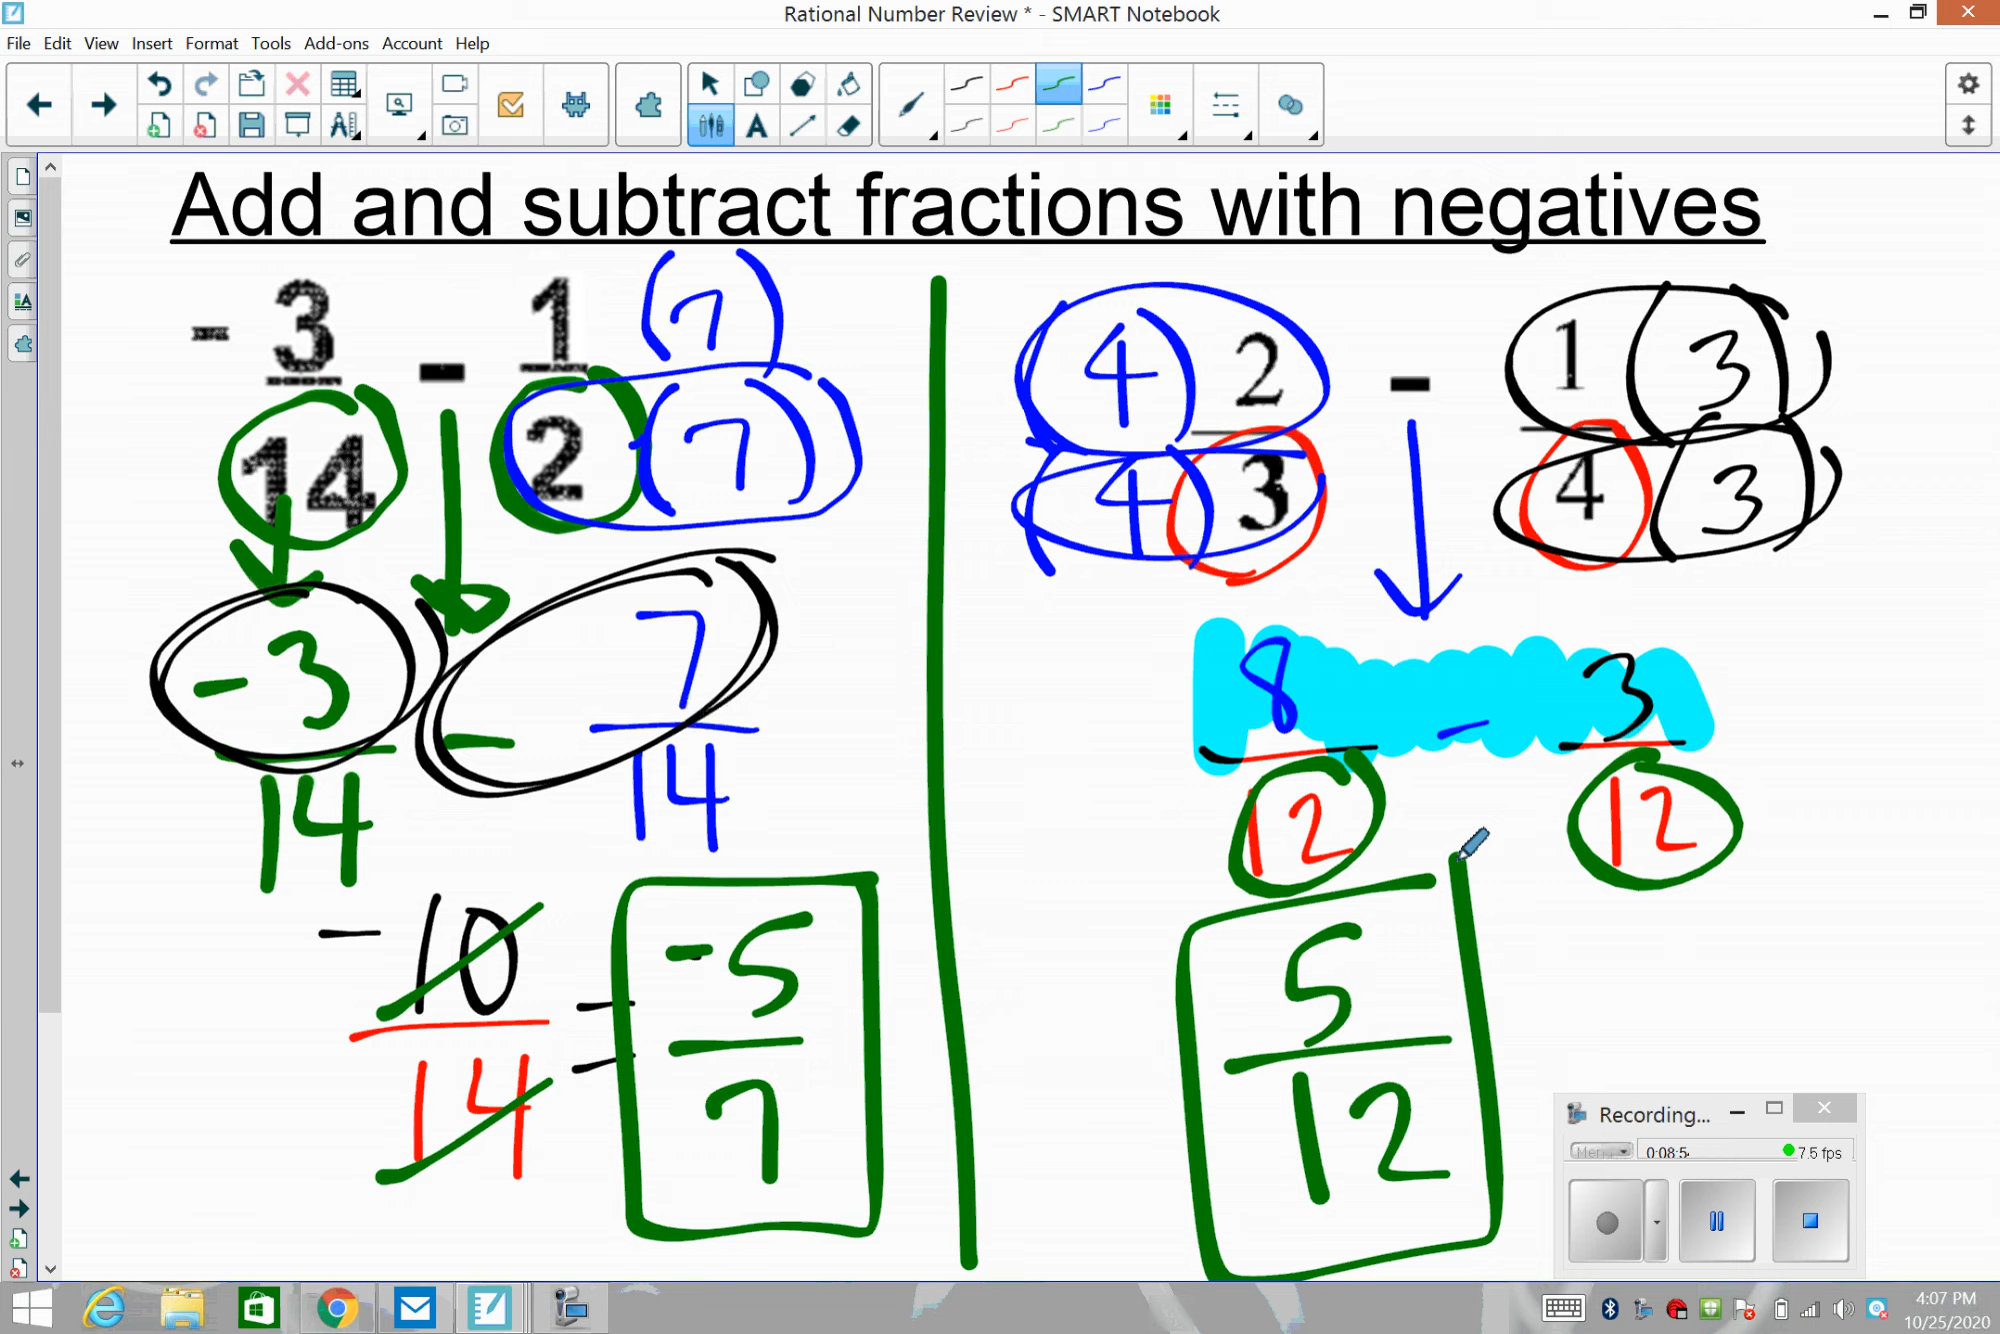 Rational Number Review * - SMART Notebook
File Edit View Insert Format Tools Add-ons Account Help
Add and subtract fractions with negatives
- 3 - 1 (7)
14 2 (7)
-3 - 7
14 14
-10 = -5
14 = 7
(4) 2 - 1 (3)
(4) 3 4 (3)
8 - 3
12 12
5
12
Recording...
Menu 0:08:5 7.5 fps
4:07 PM
10/25/2020